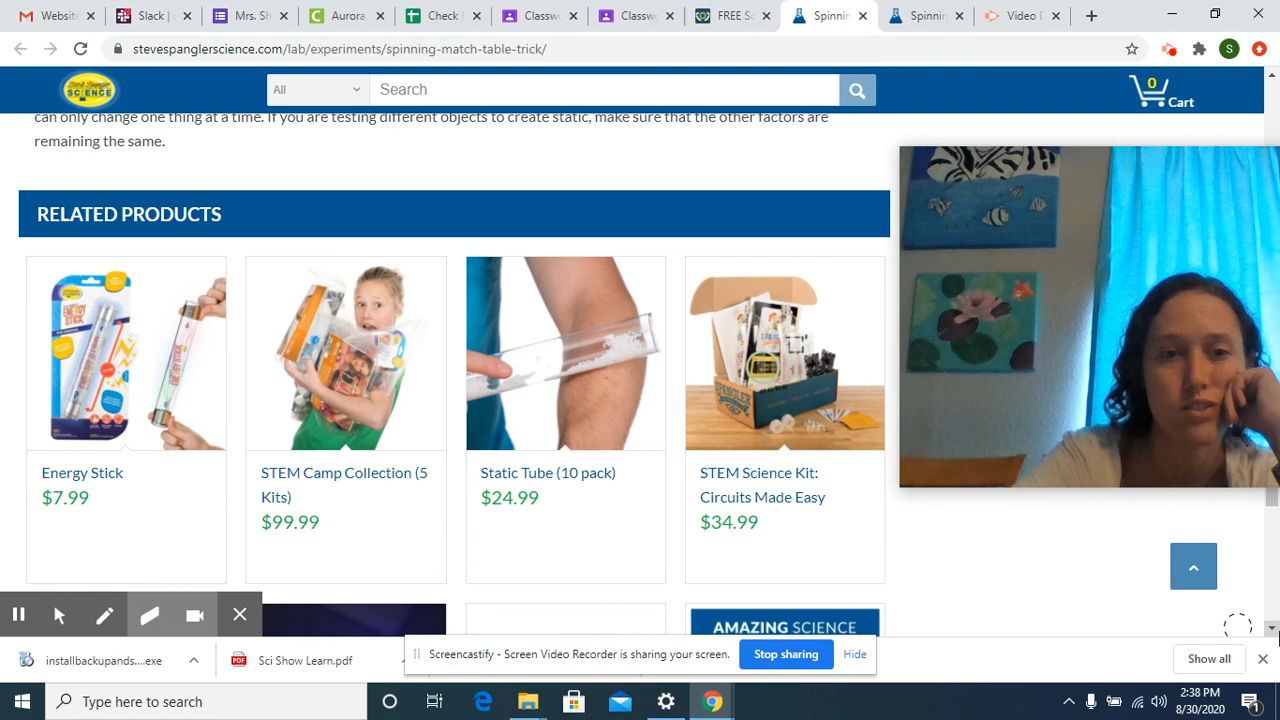 Website
Slack |
Mrs. Sh
Aurora
Check I
Classw
Classw
FREE Sc
Spinnin
Spinnin
Video D
stevespanglerscience.com/lab/experiments/spinning-match-table-trick/
S
SCIENCE
All
Search
0
Cart
can only change one thing at a time. If you are testing different objects to create static, make sure that the other factors are
remaining the same.
RELATED PRODUCTS
ENERGY
STICK
Energy Stick
$7.99
STEM Camp Collection (5
Kits)
$99.99
Static Tube (10 pack)
$24.99
STEM Science Kit:
Circuits Made Easy
$34.99
AMAZING SCIENCE
Screencastify - Screen Video Recorder is sharing your screen.
Stop sharing
Hide
installbackupands....exe
PDF
Sci Show Learn.pdf
Show all
Type here to search
2:38 PM
8/30/2020
1